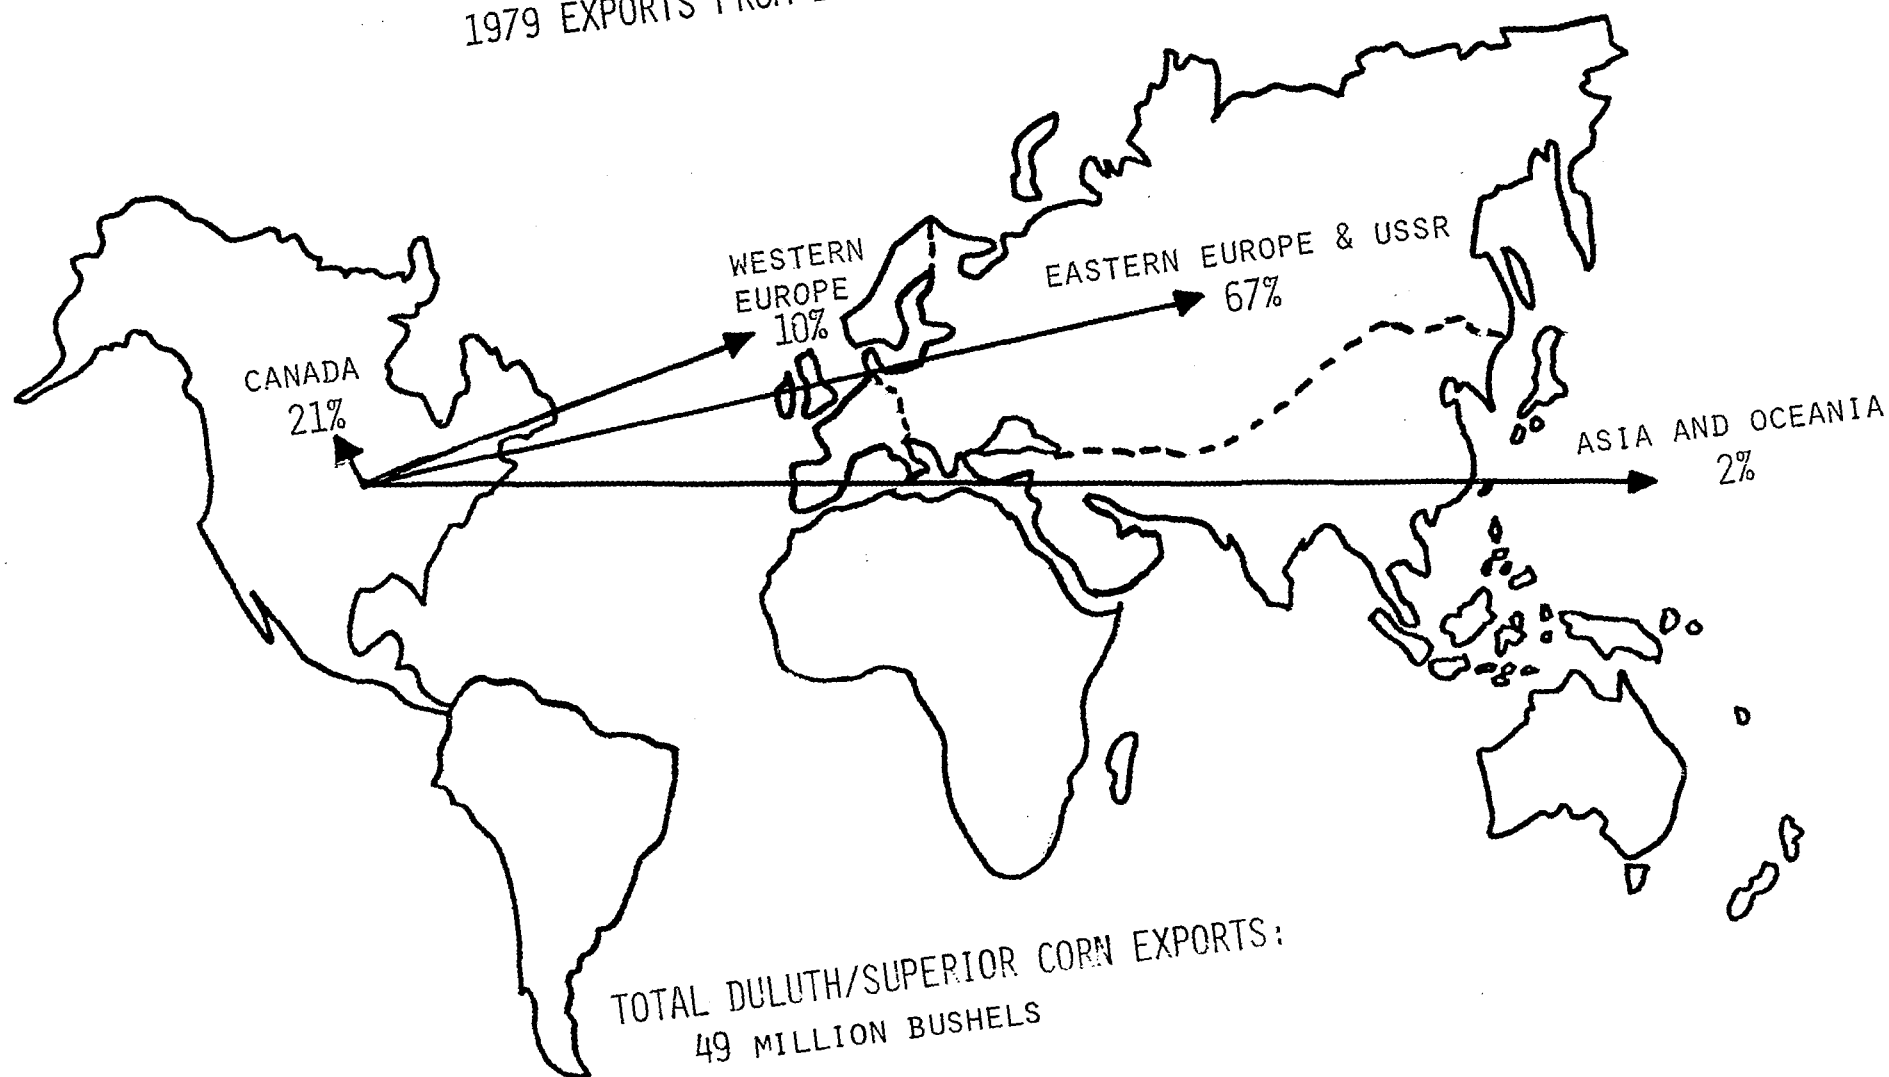 1979 EXPORTS FROM
WESTERN
EUROPE
10%
EASTERN EUROPE & USSR
67%
CANADA
21%
ASIA AND OCEANIA
2%
TOTAL DULUTH/SUPERIOR CORN EXPORTS:
49 MILLION BUSHELS